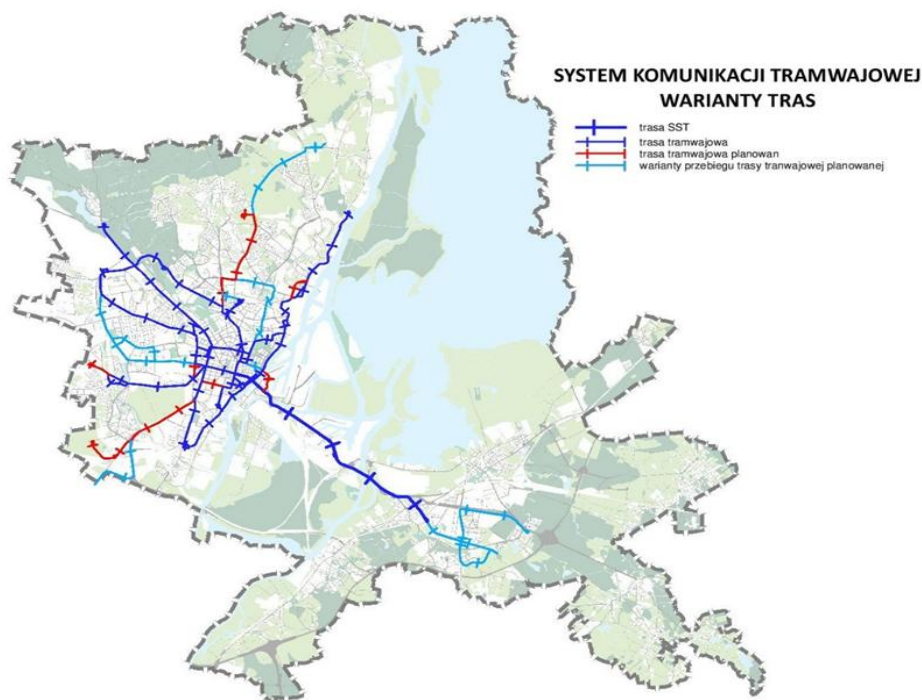 SYSTEM KOMUNIKACJI TRAMWAJOWEJ
WARIANTY TRAS
trasa SST
trasa tramwajowa
trasa tramwajowa planowan
warianty przebiegu trasy tranwajowej planowanej